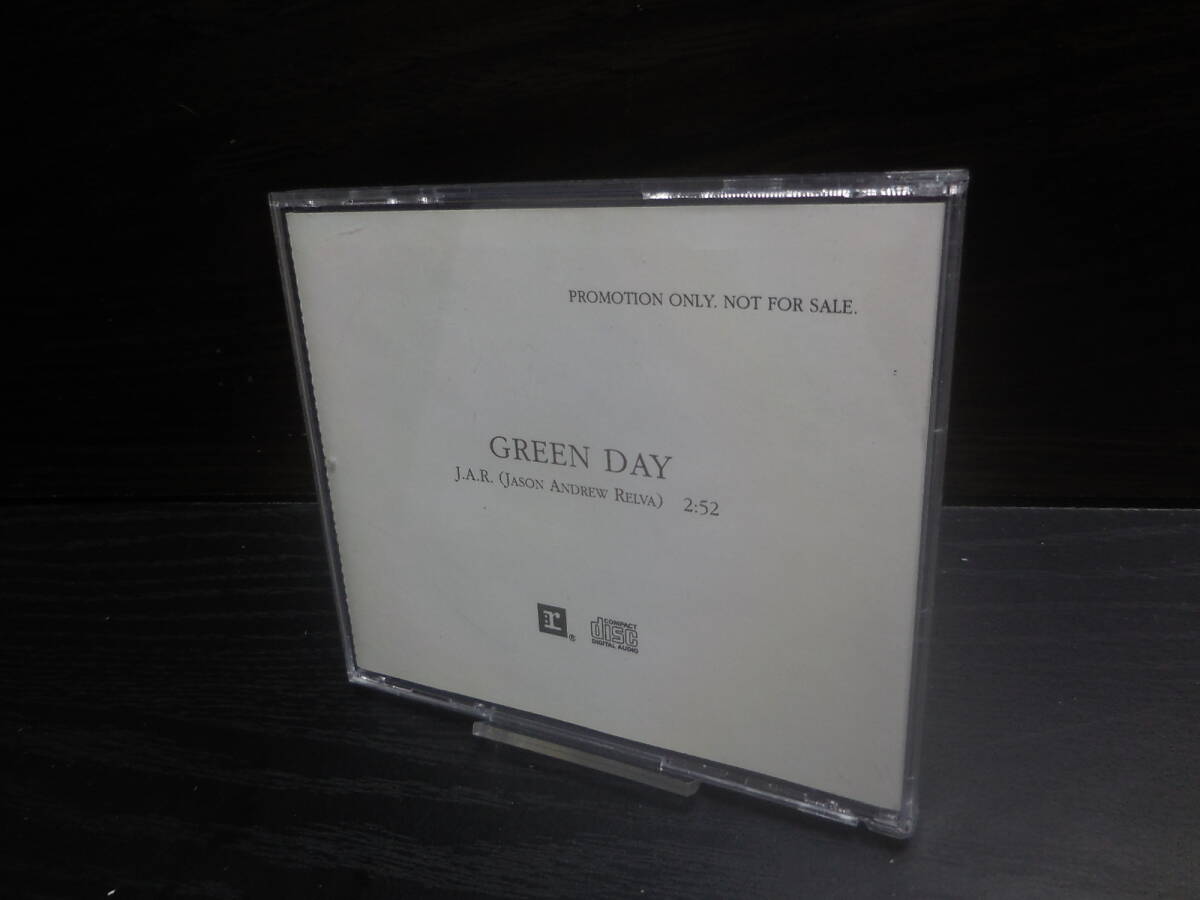 PROMOTION ONLY. NOT FOR SALE.
GREEN DAY
J.A.R. (JASON ANDREW RELVA) 2:52
r ®
COMPACT
disc
DIGITAL AUDIO